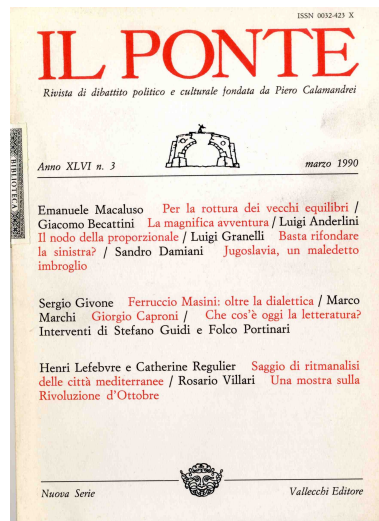 ISSN 0032-423 X
IL PONTE
Rivista di dibattito politico e culturale fondata da Piero Calamandrei
Anno XLVI n. 3 marzo 1990
BIBLIOTECA
Emanuele Macaluso Per la rottura dei vecchi equilibri /
Giacomo Becattini La magnifica avventura / Luigi Anderlini
Il nodo della proporzionale / Luigi Granelli Basta rifondare
la sinistra? / Sandro Damiani Jugoslavia, un maledetto
imbroglio
Sergio Givone Ferruccio Masini: oltre la dialettica / Marco
Marchi Giorgio Caproni / Che cos'è oggi la letteratura?
Interventi di Stefano Guidi e Folco Portinari
Henri Lefebvre e Catherine Regulier Saggio di ritmanalisi
delle città mediterranee / Rosario Villari Una mostra sulla
Rivoluzione d'Ottobre
Nuova Serie Vallecchi Editore